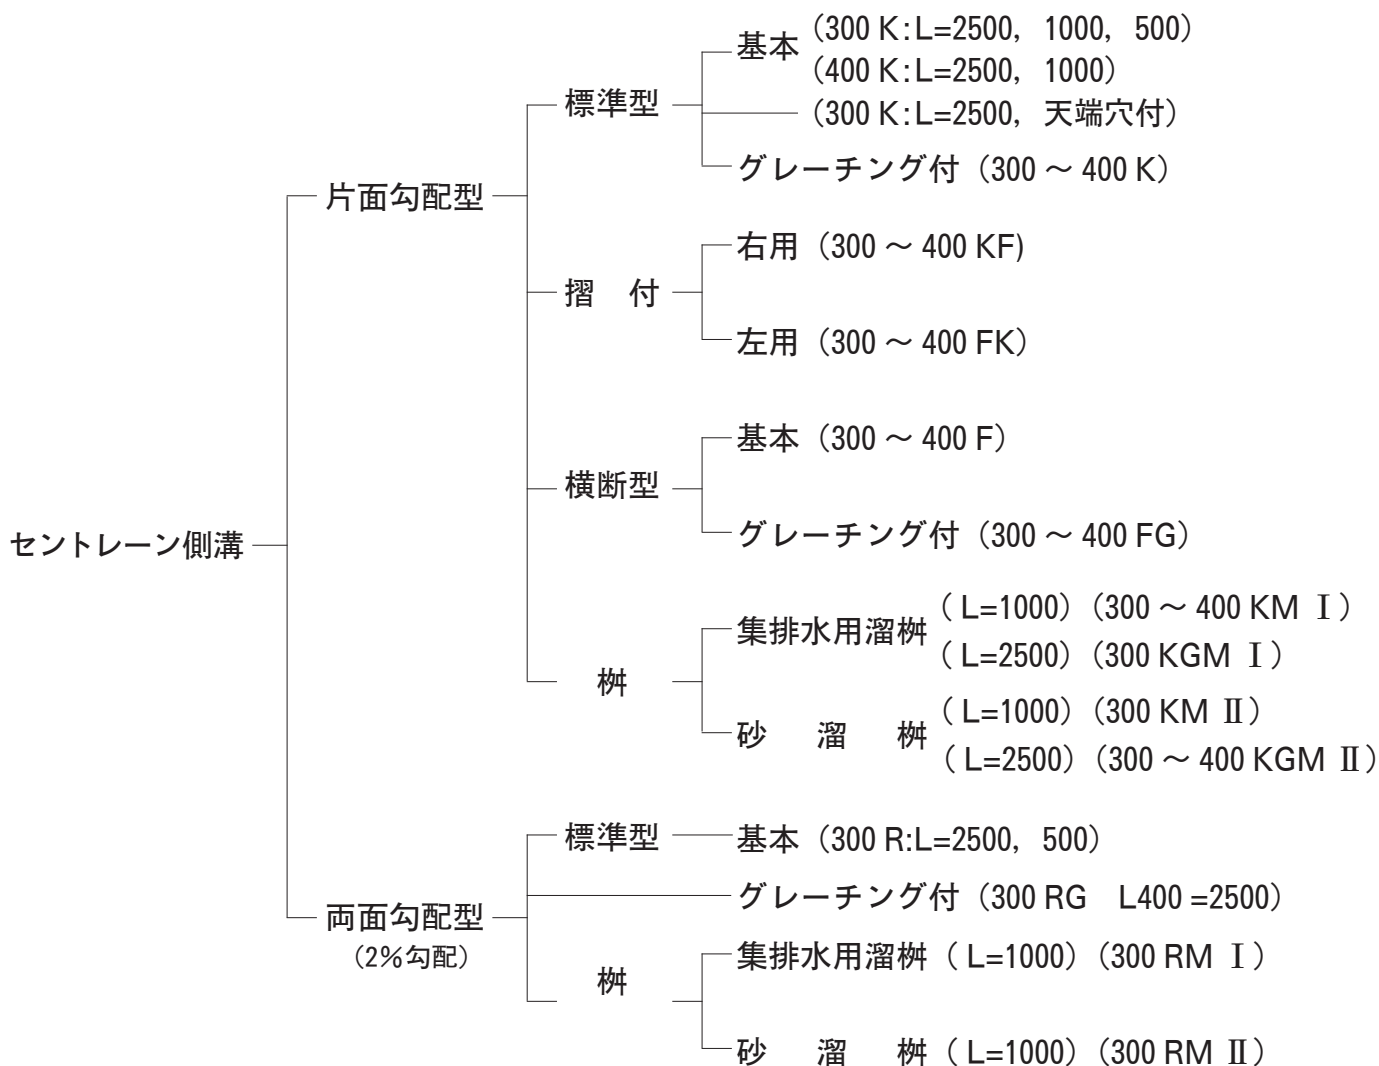 セントレーン側溝
片面勾配型
標準型
基本
（300 K:L=2500，1000，500）
（400 K:L=2500，1000）
（300 K:L=2500，天端穴付）
グレーチング付（300 ～ 400 K）
摺　付
右用（300 ～ 400 KF)
左用（300 ～ 400 FK）
横断型
基本（300 ～ 400 F）
グレーチング付（300 ～ 400 FG）
桝
集排水用溜桝
（ L=1000）（300 ～ 400 KM Ⅰ）
（ L=2500）（300 KGM Ⅰ）
砂　溜　桝
（ L=1000）（300 KM Ⅱ）
（ L=2500）（300 ～ 400 KGM Ⅱ）
両面勾配型
（2%勾配）
標準型
基本（300 R:L=2500，500）
グレーチング付（300 RG　L400 =2500）
桝
集排水用溜桝（ L=1000）（300 RM Ⅰ）
砂　溜　桝（ L=1000）（300 RM Ⅱ）